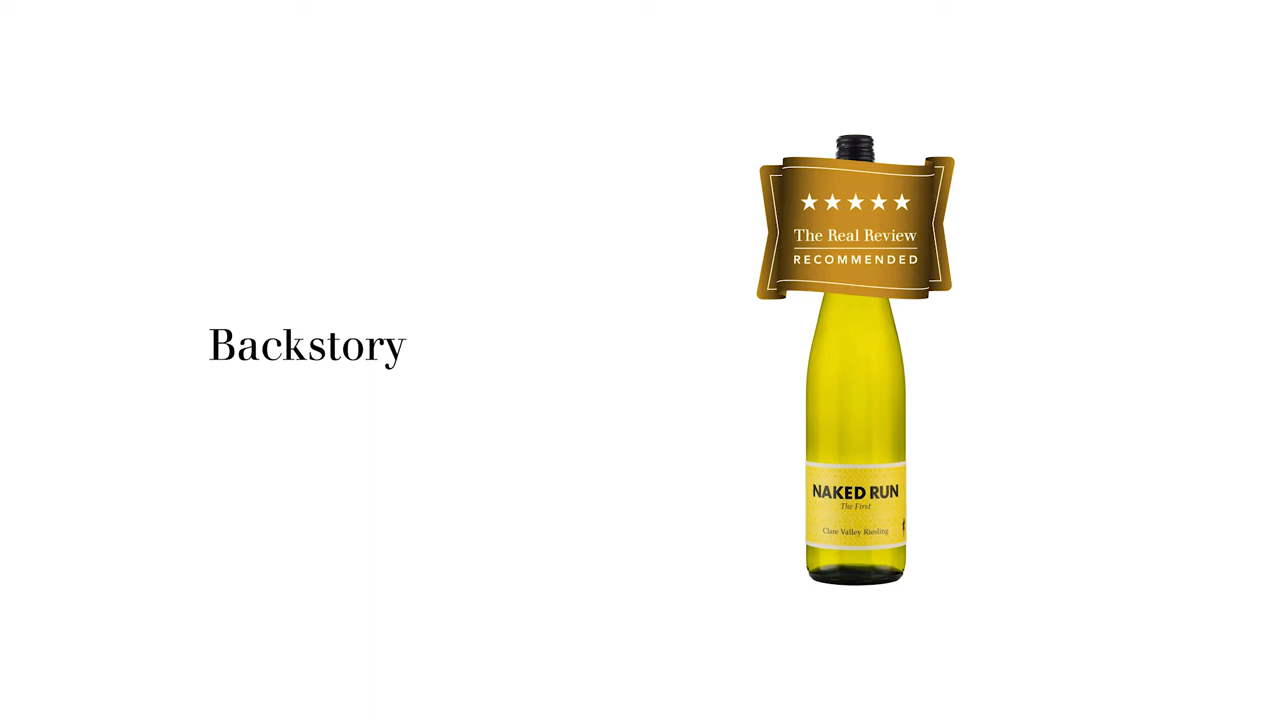 Backstory
The Real Review
RECOMMENDED
NAKED RUN
The First
Clare Valley Riesling